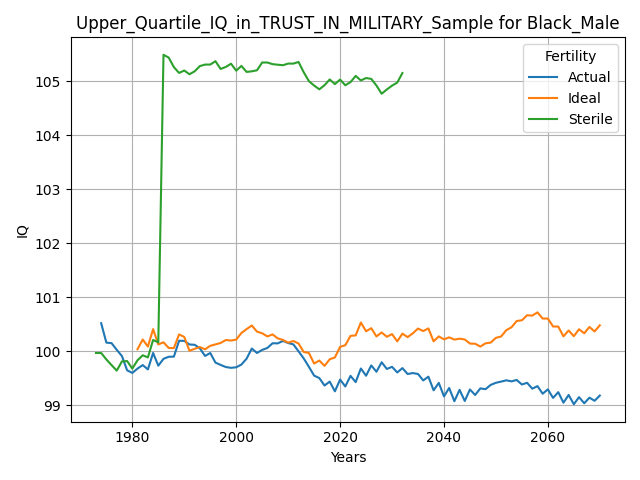 Upper_Quartile_IQ_in_TRUST_IN_MILITARY_Sample for Black_Male
Fertility
Actual
Ideal
Sterile
IQ
105
104
103
102
101
100
99
1980
2000
2020
2040
2060
Years